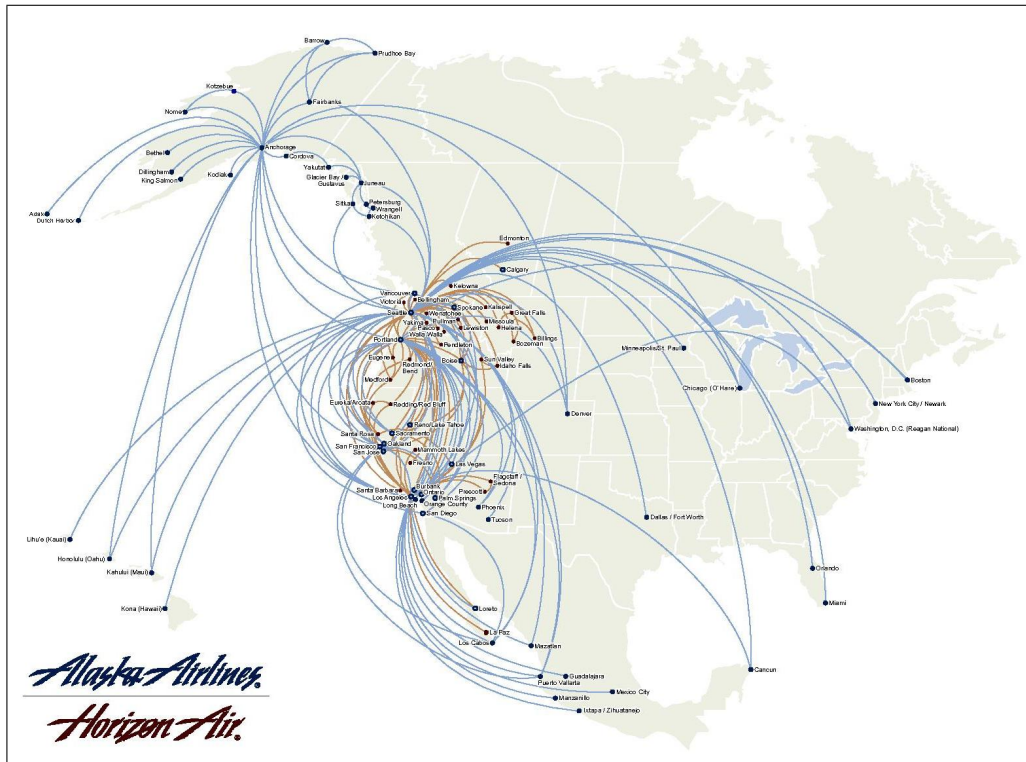 Barrow
Prudhoe Bay
Kotzebue
Fairbanks
Nome
Anchorage
Cordova
Bethel
Yakutat
Dillingham
King Salmon
Kodiak
Glacier Bay /
Gustavus
Juneau
Sitka
Petersburg
Wrangell
Ketchikan
Adak
Dutch Harbor
Edmonton
Calgary
Kelowna
Vancouver
Victoria
Bellingham
Seattle
Spokane
Kalispell
Wenatchee
Great Falls
Pullman
Yakima
Missoula
Pasco
Lewiston
Helena
Walla Walla
Billings
Portland
Pendleton
Bozeman
Minneapolis/St. Paul
Eugene
Redmond/
Bend
Boise
Sun Valley
Idaho Falls
Medford
Boston
Chicago (O'Hare)
Eureka/Arcata
Redding/Red Bluff
New York City / Newark
Denver
Reno/Lake Tahoe
Washington, D.C. (Reagan National)
Santa Rosa
Sacramento
San Francisco
Oakland
San Jose
Mammoth Lakes
Fresno
Las Vegas
Flagstaff /
Sedona
Santa Barbara
Burbank
Ontario
Prescott
Los Angeles
Palm Springs
Long Beach
Orange County
Phoenix
San Diego
Tucson
Dallas / Fort Worth
Lihu'e (Kauai)
Honolulu (Oahu)
Kahului (Maui)
Orlando
Kona (Hawaii)
Loreto
Miami
La Paz
Los Cabos
Mazatlan
Cancun
Puerto Vallarta
Guadalajara
Manzanillo
Mexico City
Ixtapa / Zihuatanejo
Alaska Airlines
Horizon Air